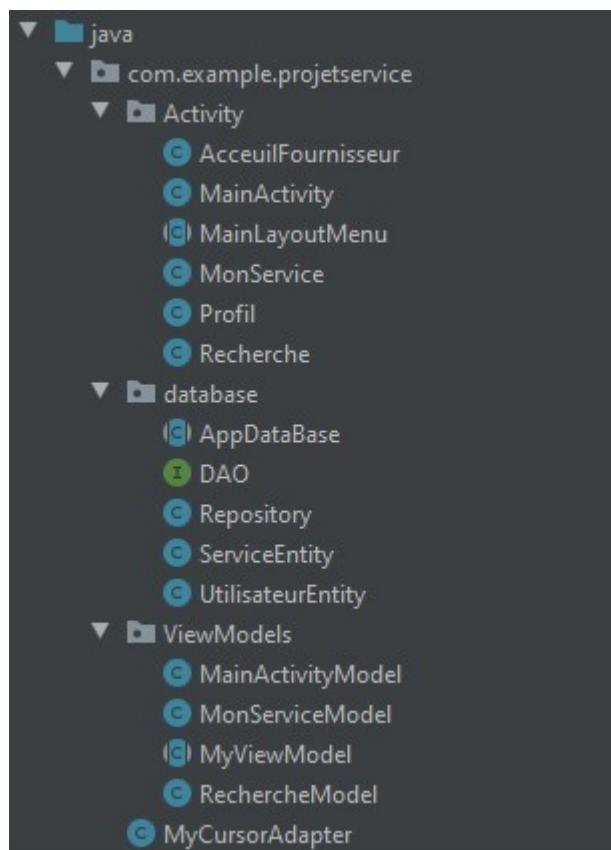 java
com.example.projetservice
Activity
AcceuilFournisseur
MainActivity
MainLayoutMenu
MonService
Profil
Recherche
database
AppDataBase
DAO
Repository
ServiceEntity
UtilisateurEntity
ViewModels
MainActivityModel
MonServiceModel
MyViewModel
RechercheModel
MyCursorAdapter